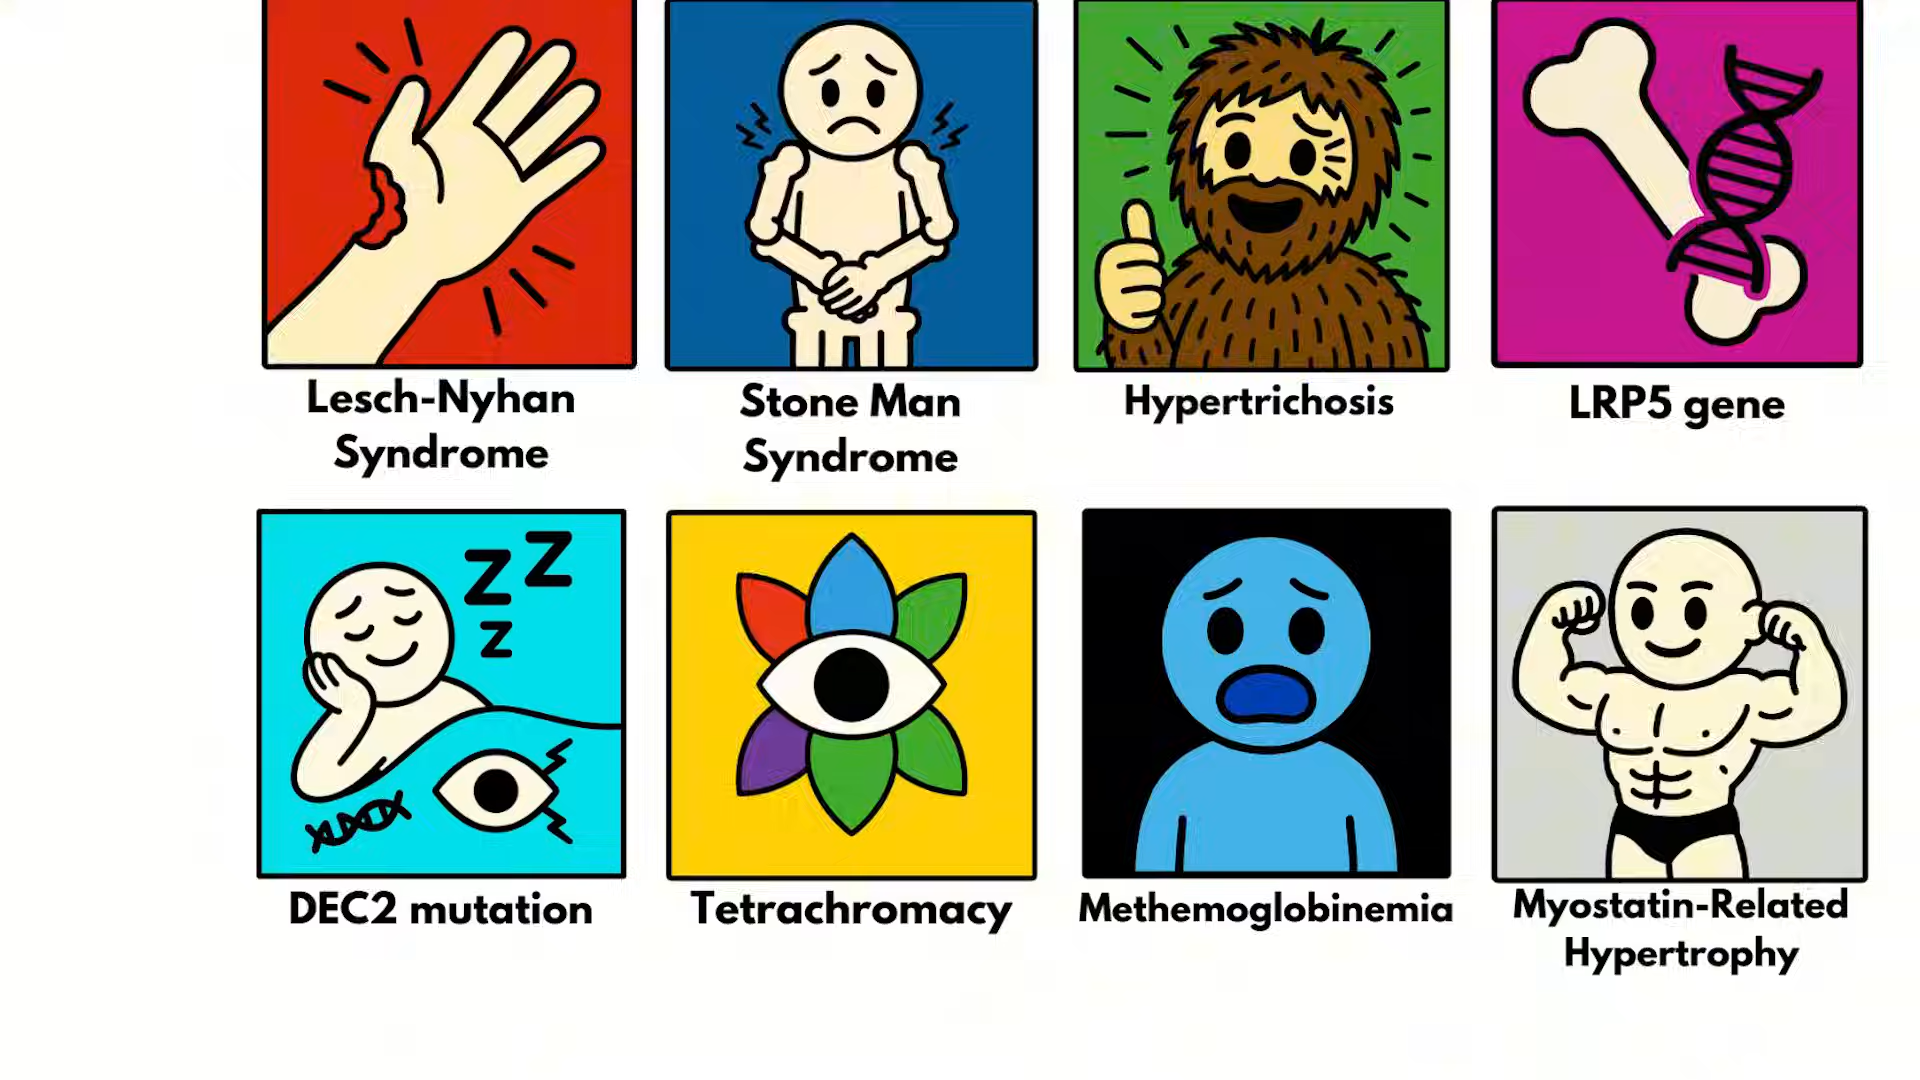 Lesch-Nyhan
Syndrome
Stone Man
Syndrome
Hypertrichosis
LRP5 gene
Z Z
Z
DEC2 mutation
Tetrachromacy
Methemoglobinemia
Myostatin-Related
Hypertrophy